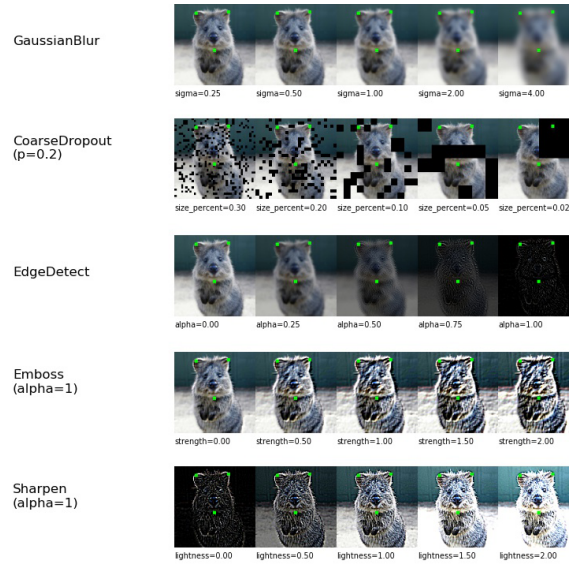 GaussianBlur
sigma=0.25 sigma=0.50 sigma=1.00 sigma=2.00 sigma=4.00
CoarseDropout
(p=0.2)
size_percent=0.30 size_percent=0.20 size_percent=0.10 size_percent=0.05 size_percent=0.02
EdgeDetect
alpha=0.00 alpha=0.25 alpha=0.50 alpha=0.75 alpha=1.00
Emboss
(alpha=1)
strength=0.00 strength=0.50 strength=1.00 strength=1.50 strength=2.00
Sharpen
(alpha=1)
lightness=0.00 lightness=0.50 lightness=1.00 lightness=1.50 lightness=2.00